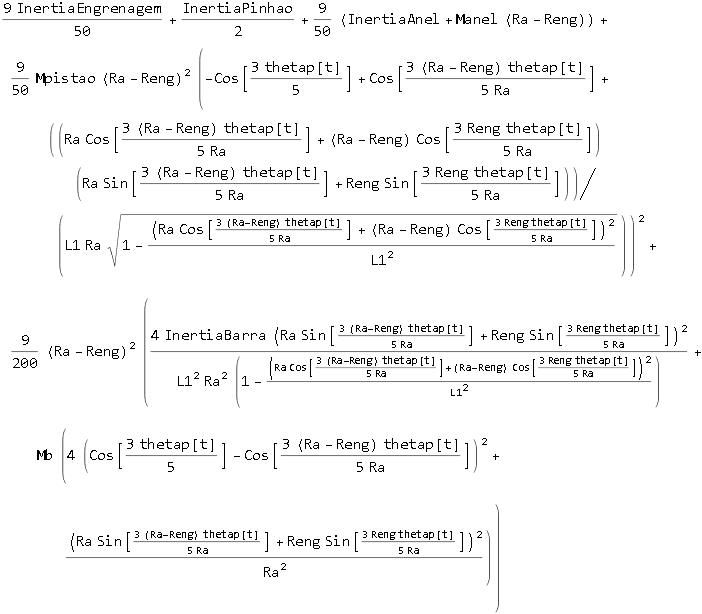 9 InertiaEngrenagem/50 + InertiaPinhao/2 + 9/50 (InertiaAnel + Manel (Ra - Reng)) +
9/50 Mpistao (Ra - Reng)^2 (-Cos[3 thetap[t]/5] + Cos[3 (Ra - Reng) thetap[t]/5 Ra] +
((Ra Cos[3 (Ra - Reng) thetap[t]/5 Ra] + (Ra - Reng) Cos[3 Reng thetap[t]/5 Ra])
(Ra Sin[3 (Ra - Reng) thetap[t]/5 Ra] + Reng Sin[3 Reng thetap[t]/5 Ra]))/
(L1 Ra √(1 - (Ra Cos[3 (Ra-Reng) thetap[t]/5 Ra] + (Ra - Reng) Cos[3 Reng thetap[t]/5 Ra])^2/L1^2)))^2 +
9/200 (Ra - Reng)^2 (4 InertiaBarra (Ra Sin[3 (Ra-Reng) thetap[t]/5 Ra] + Reng Sin[3 Reng thetap[t]/5 Ra])^2/L1^2 Ra^2 (1 - (Ra Cos[3 (Ra-Reng) thetap[t]/5 Ra]+(Ra-Reng) Cos[3 Reng thetap[t]/5 Ra])^2/L1^2) +
Mb (4 (Cos[3 thetap[t]/5] - Cos[3 (Ra - Reng) thetap[t]/5 Ra])^2 +
(Ra Sin[3 (Ra-Reng) thetap[t]/5 Ra] + Reng Sin[3 Reng thetap[t]/5 Ra])^2/Ra^2))